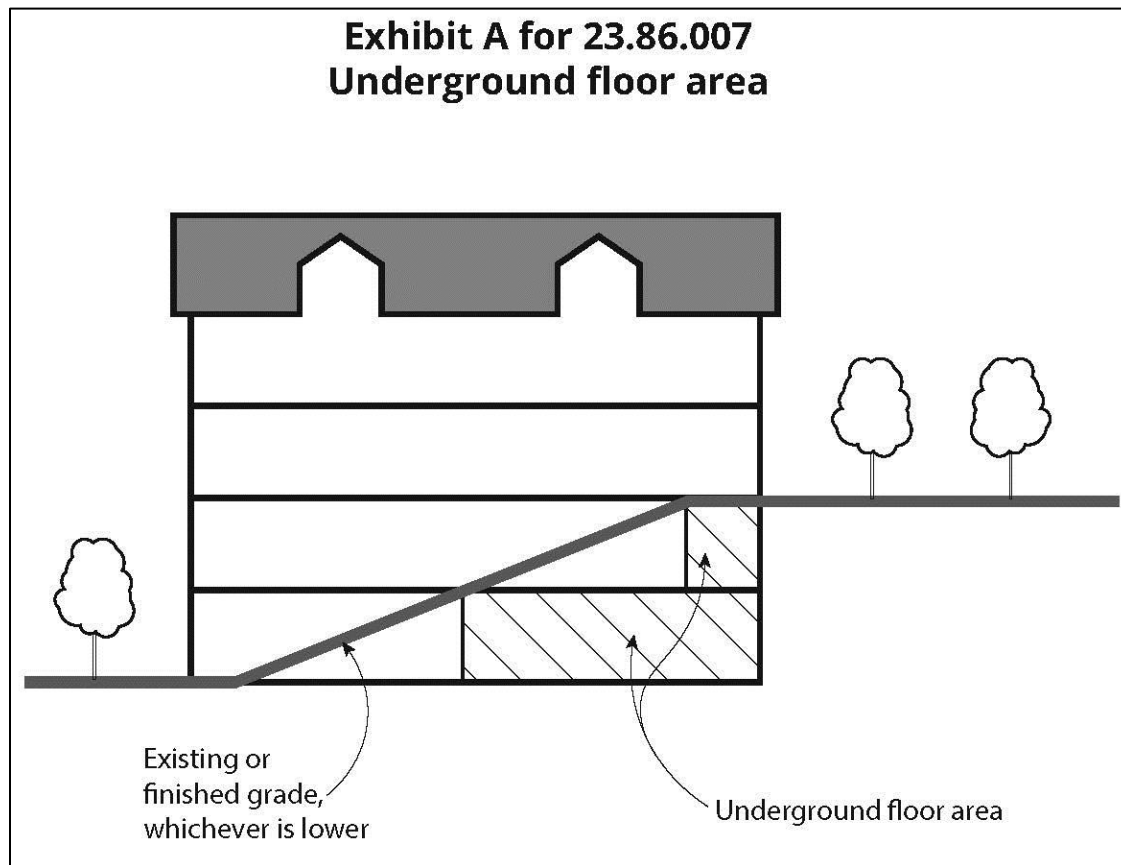 Exhibit A for 23.86.007
Underground floor area
Existing or
finished grade,
whichever is lower
Underground floor area